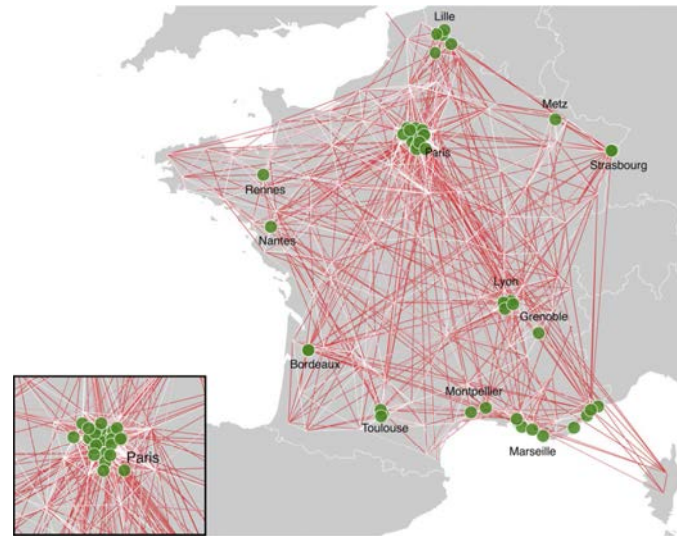 Lille
Metz
Paris
Strasbourg
Rennes
Nantes
Lyon
Grenoble
Bordeaux
Montpellier
Toulouse
Marseille
Paris